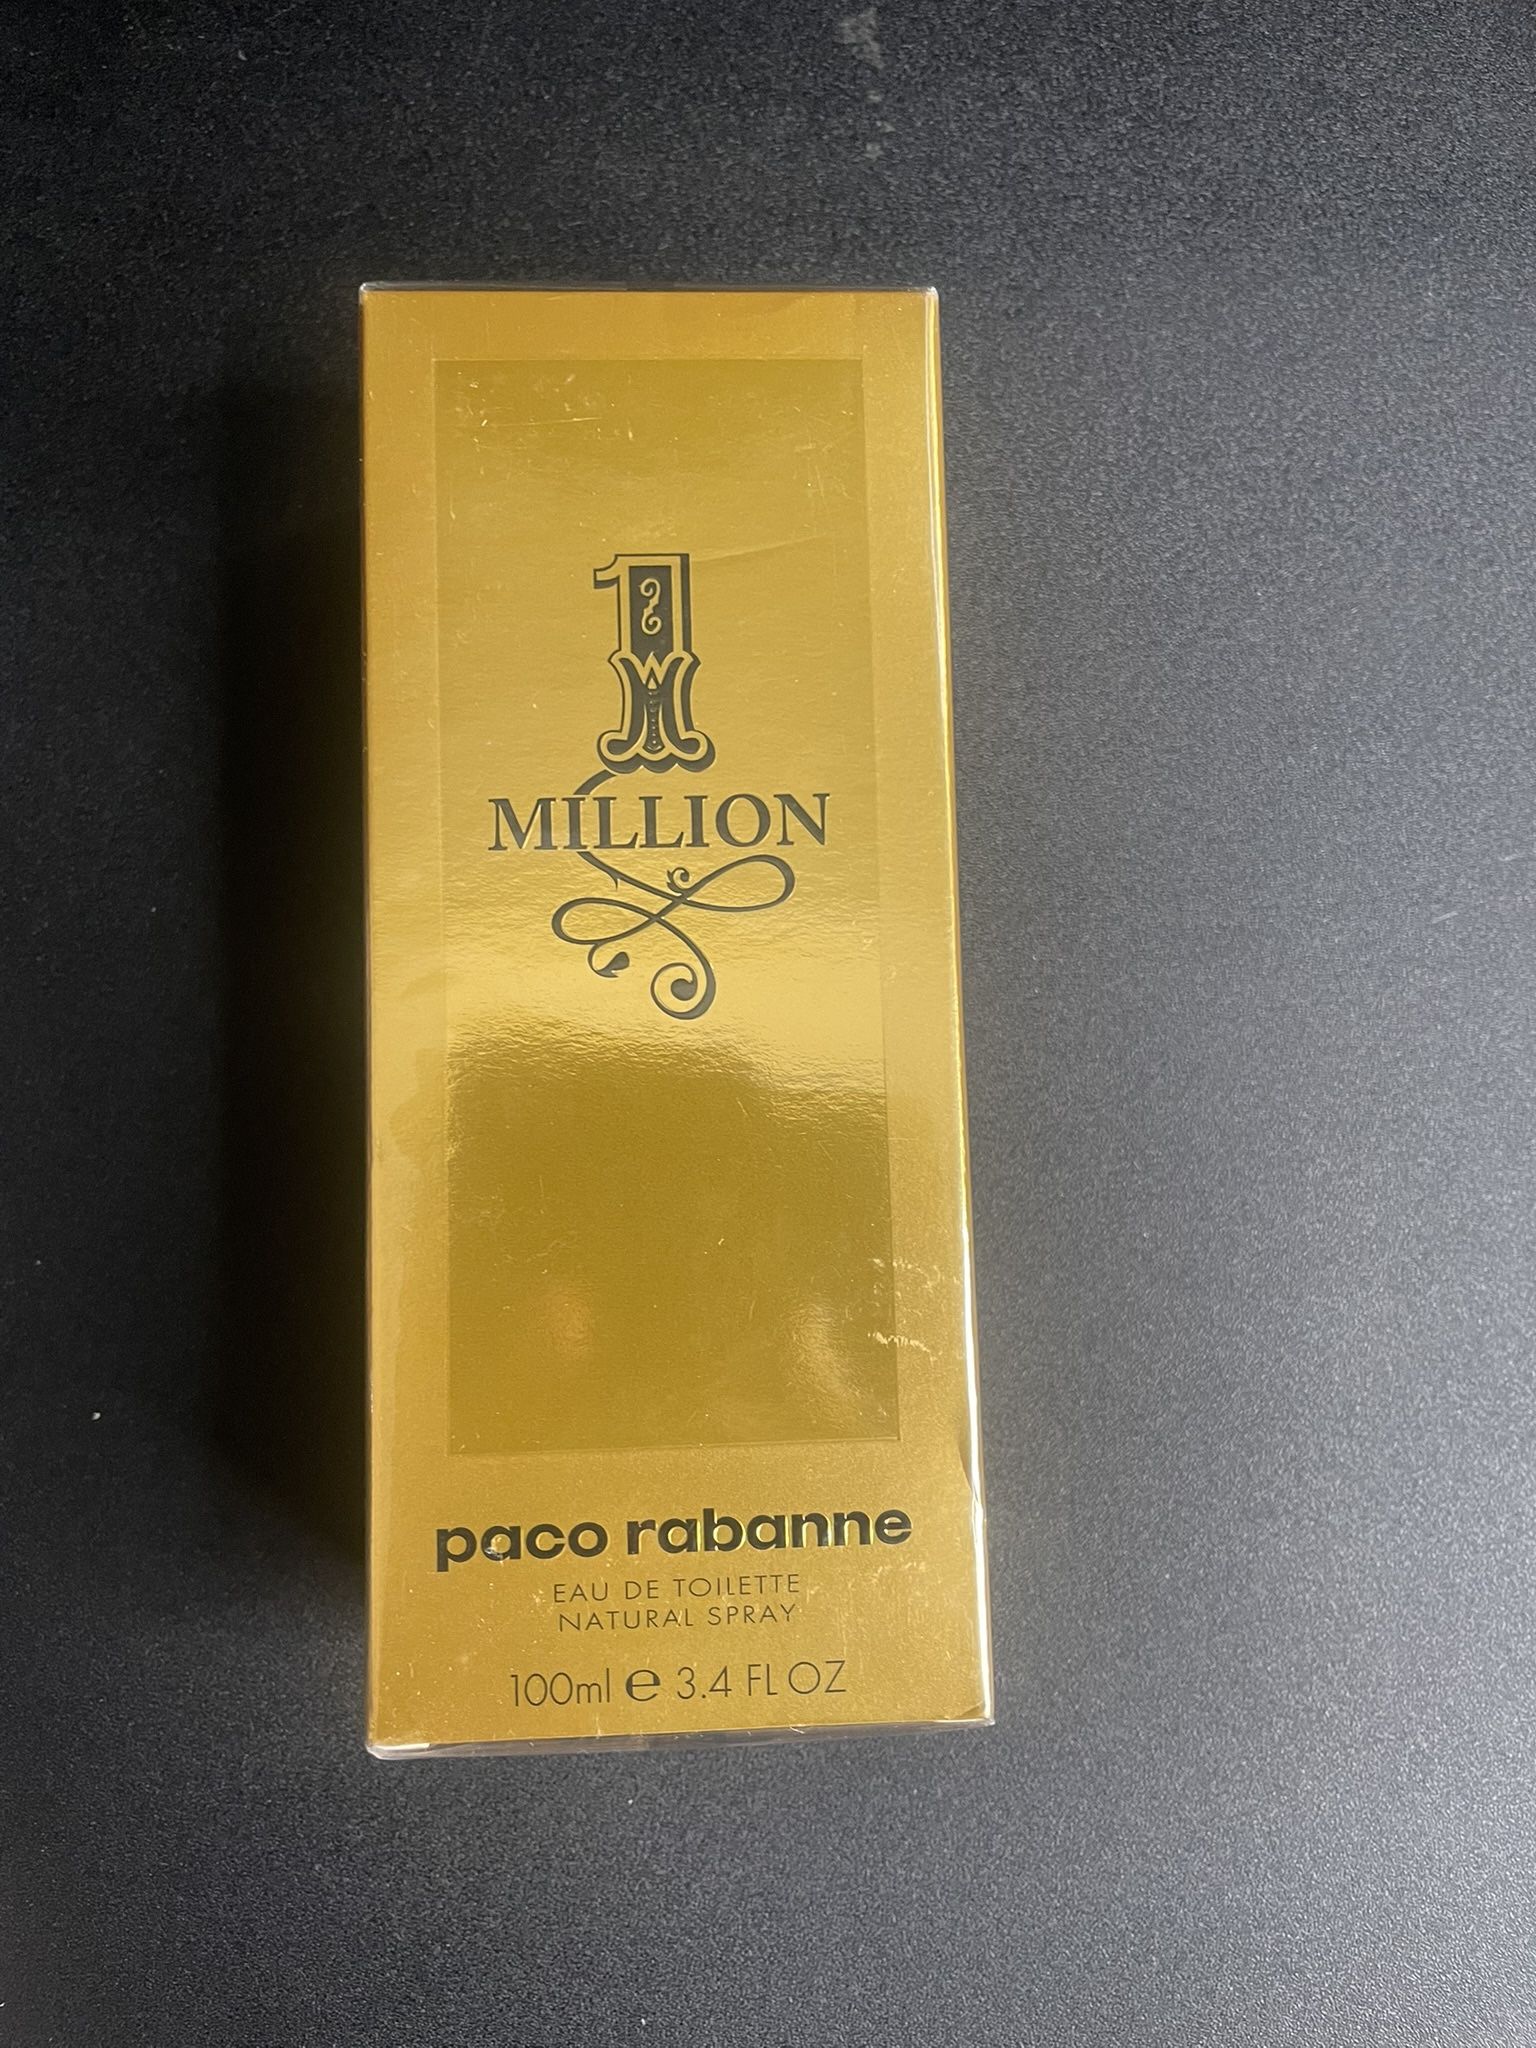 1
MILLION
paco rabanne
EAU DE TOILETTE
NATURAL SPRAY
100ml e 3.4 FL OZ